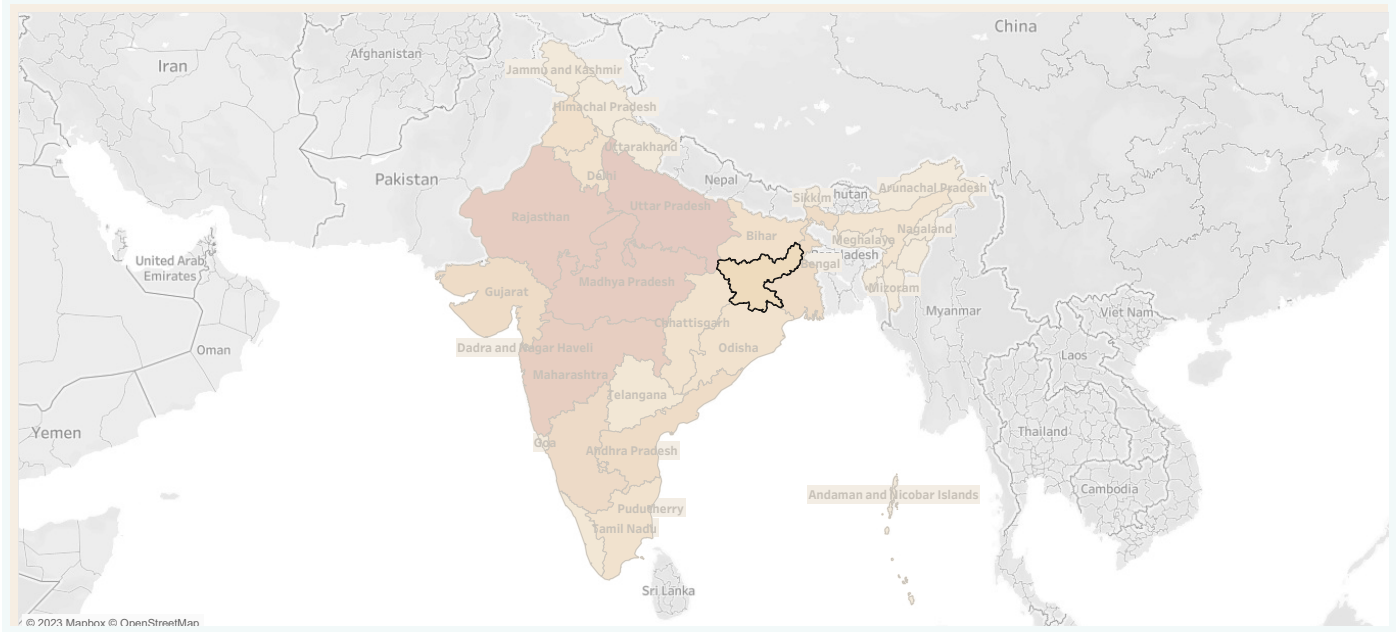 China
Afghanistan
Iran
Jammu and Kashmir
Himachal Pradesh
Uttarakhand
Delhi
Pakistan
Nepal
Sikkim
hutan
Arunachal Pradesh
Rajasthan
Uttar Pradesh
Bihar
Nagaland
Meghalaya
adesh
Bengal
United Arab
Emirates
Gujarat
Madhya Pradesh
Mizoram
Myanmar
Viet Nam
Chhattisgarh
Oman
Dadra and Nagar Haveli
Odisha
Laos
Maharashtra
Telangana
Yemen
Thailand
Goa
Andhra Pradesh
Andaman and Nicobar Islands
Cambodia
Puducherry
Tamil Nadu
Sri Lanka
© 2023 Mapbox © OpenStreetMap